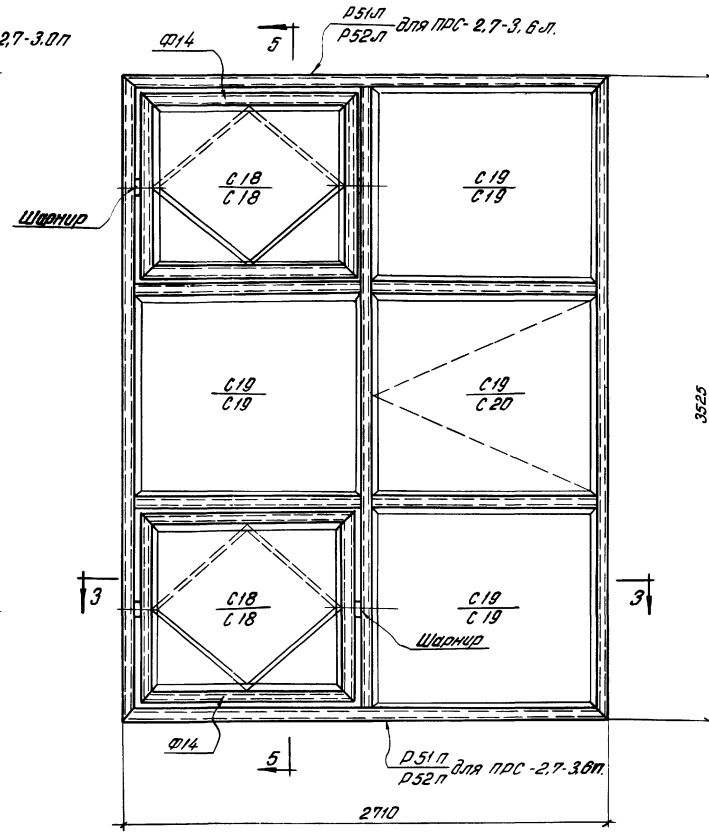 2,7-3.0п
Ф14
5
Р51л
Р52л
для ПРС-2,7-3,6л.
С18
С18
С19
С19
Шарнир
С19
С19
С19
С20
3525
С18
С18
С19
С19
3
3
Шарнир
Ф14
5
Р51п
Р52п
для ПРС-2,7-3,6п.
2710